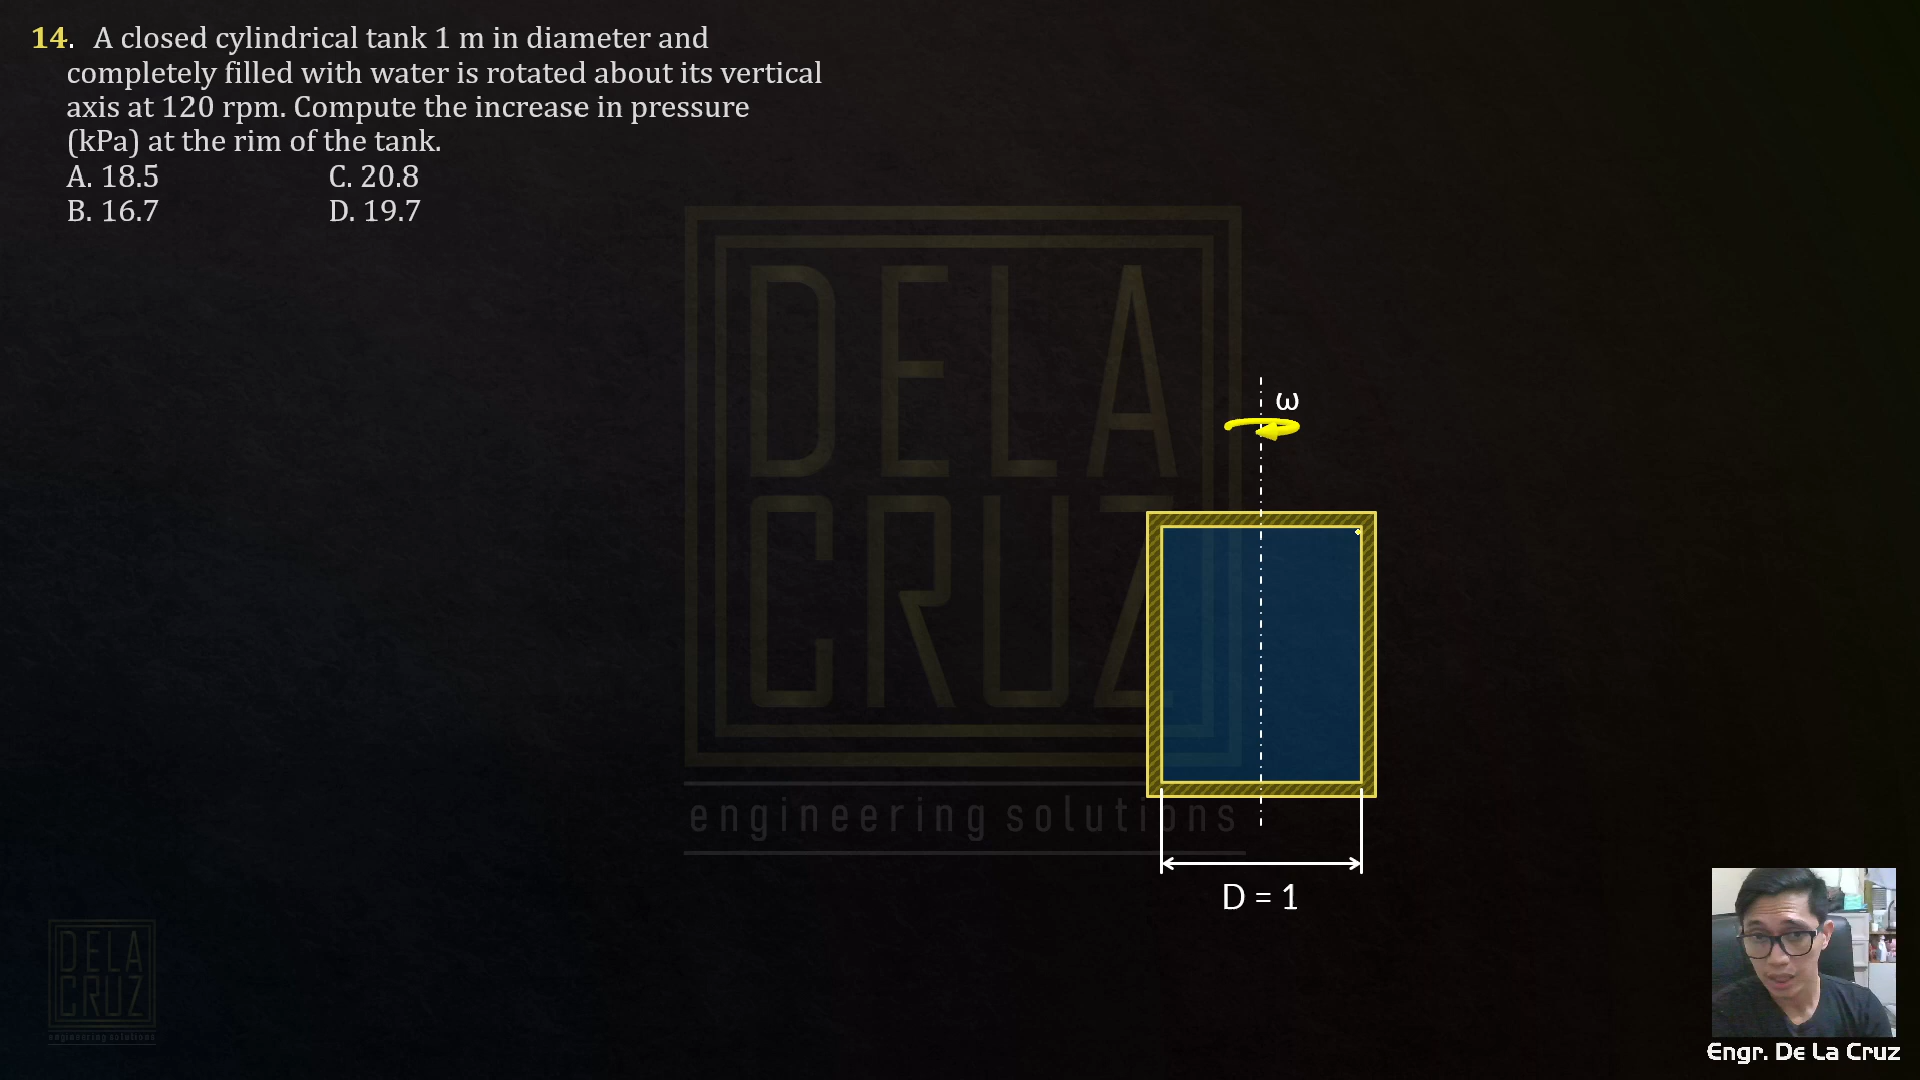 14. A closed cylindrical tank 1 m in diameter and
completely filled with water is rotated about its vertical
axis at 120 rpm. Compute the increase in pressure
(kPa) at the rim of the tank.
A. 18.5 C. 20.8
B. 16.7 D. 19.7
DELA
CRUZ
engineering solutions
ω
D = 1
DELA
CRUZ
engineering solutions
Engr. De La Cruz